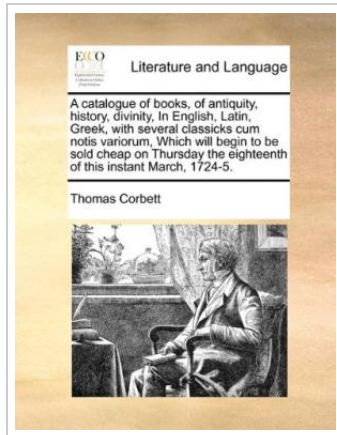 ECCO
Literature and Language
A catalogue of books, of antiquity,
history, divinity, In English, Latin,
Greek, with several classicks cum
notis variorum, Which will begin to be
sold cheap on Thursday the eighteenth
of this instant March, 1724-5.
Thomas Corbett